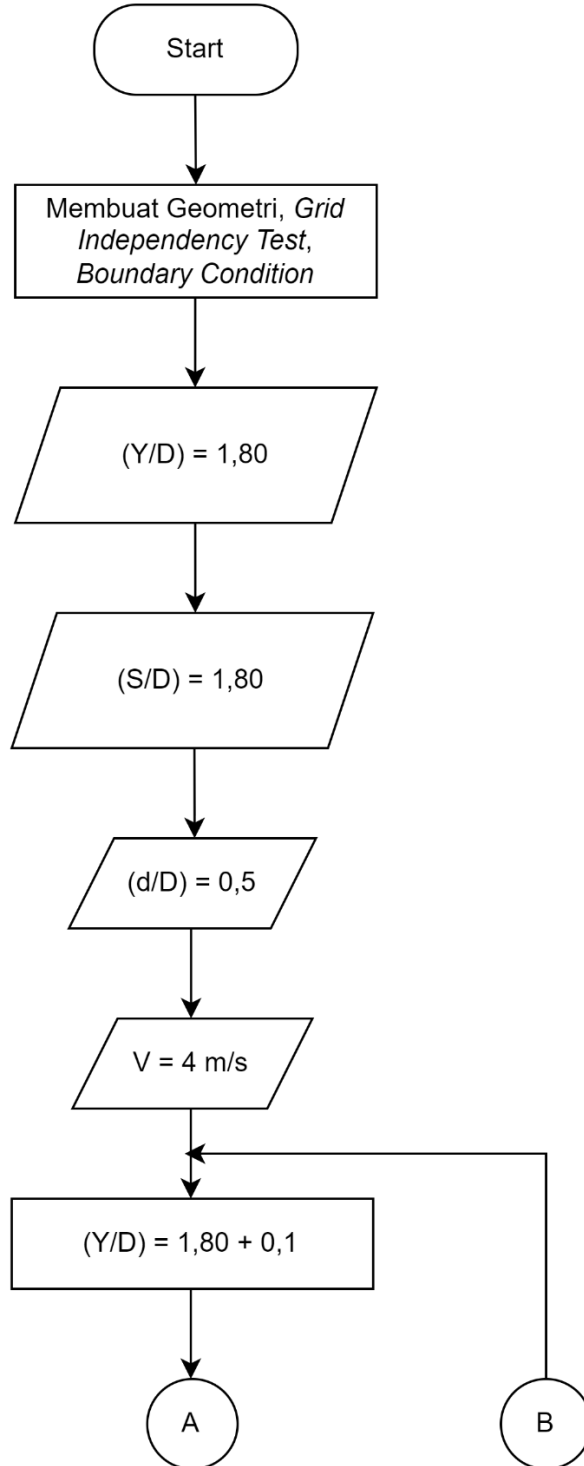 Start
Membuat Geometri, Grid
Independency Test,
Boundary Condition
(Y/D) = 1,80
(S/D) = 1,80
(d/D) = 0,5
V = 4 m/s
(Y/D) = 1,80 + 0,1
A
B